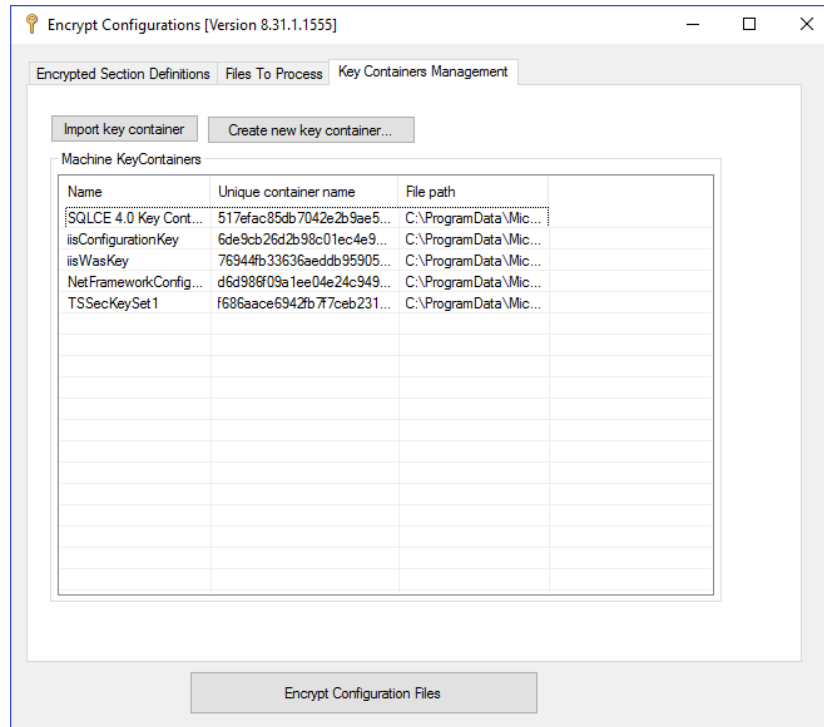 Encrypt Configurations [Version 8.31.1.1555]
Encrypted Section Definitions Files To Process Key Containers Management
Import key container Create new key container...
Machine KeyContainers
Name Unique container name File path
SQLCE 4.0 Key Cont... 517efac85db7042e2b9ae5... C:\ProgramData\Mic...
iisConfigurationKey 6de9cb26d2b98c01ec4e9... C:\ProgramData\Mic...
iisWasKey 76944fb33636aeddb95905... C:\ProgramData\Mic...
NetFrameworkConfig... d6d986f09a1ee04e24c949... C:\ProgramData\Mic...
TSSecKeySet1 f686aace6942fb7f7ceb231... C:\ProgramData\Mic...
Encrypt Configuration Files